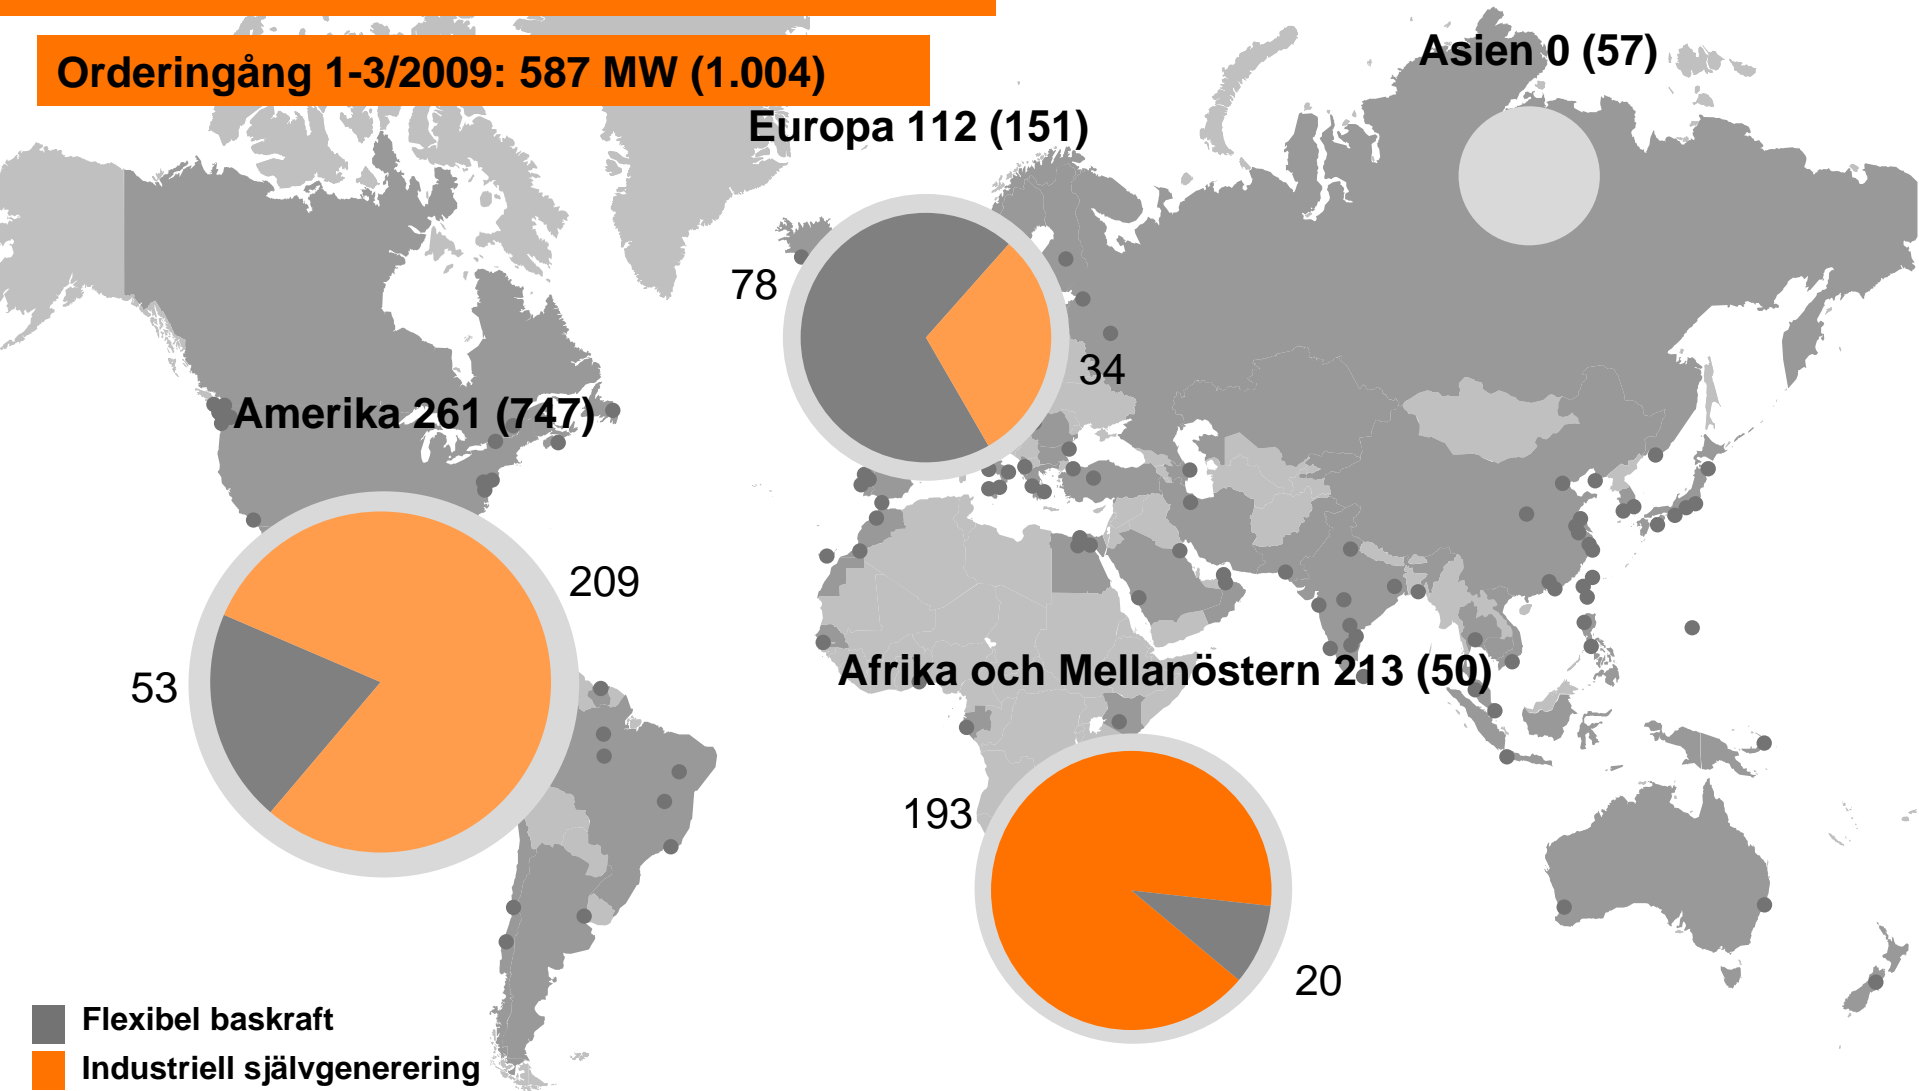 Orderingång 1-3/2009: 587 MW (1.004)
Asien 0 (57)
Europa 112 (151)
78
34
Amerika 261 (747)
209
53
Afrika och Mellanöstern 213 (50)
193
20
Flexibel baskraft
Industriell självgenerering